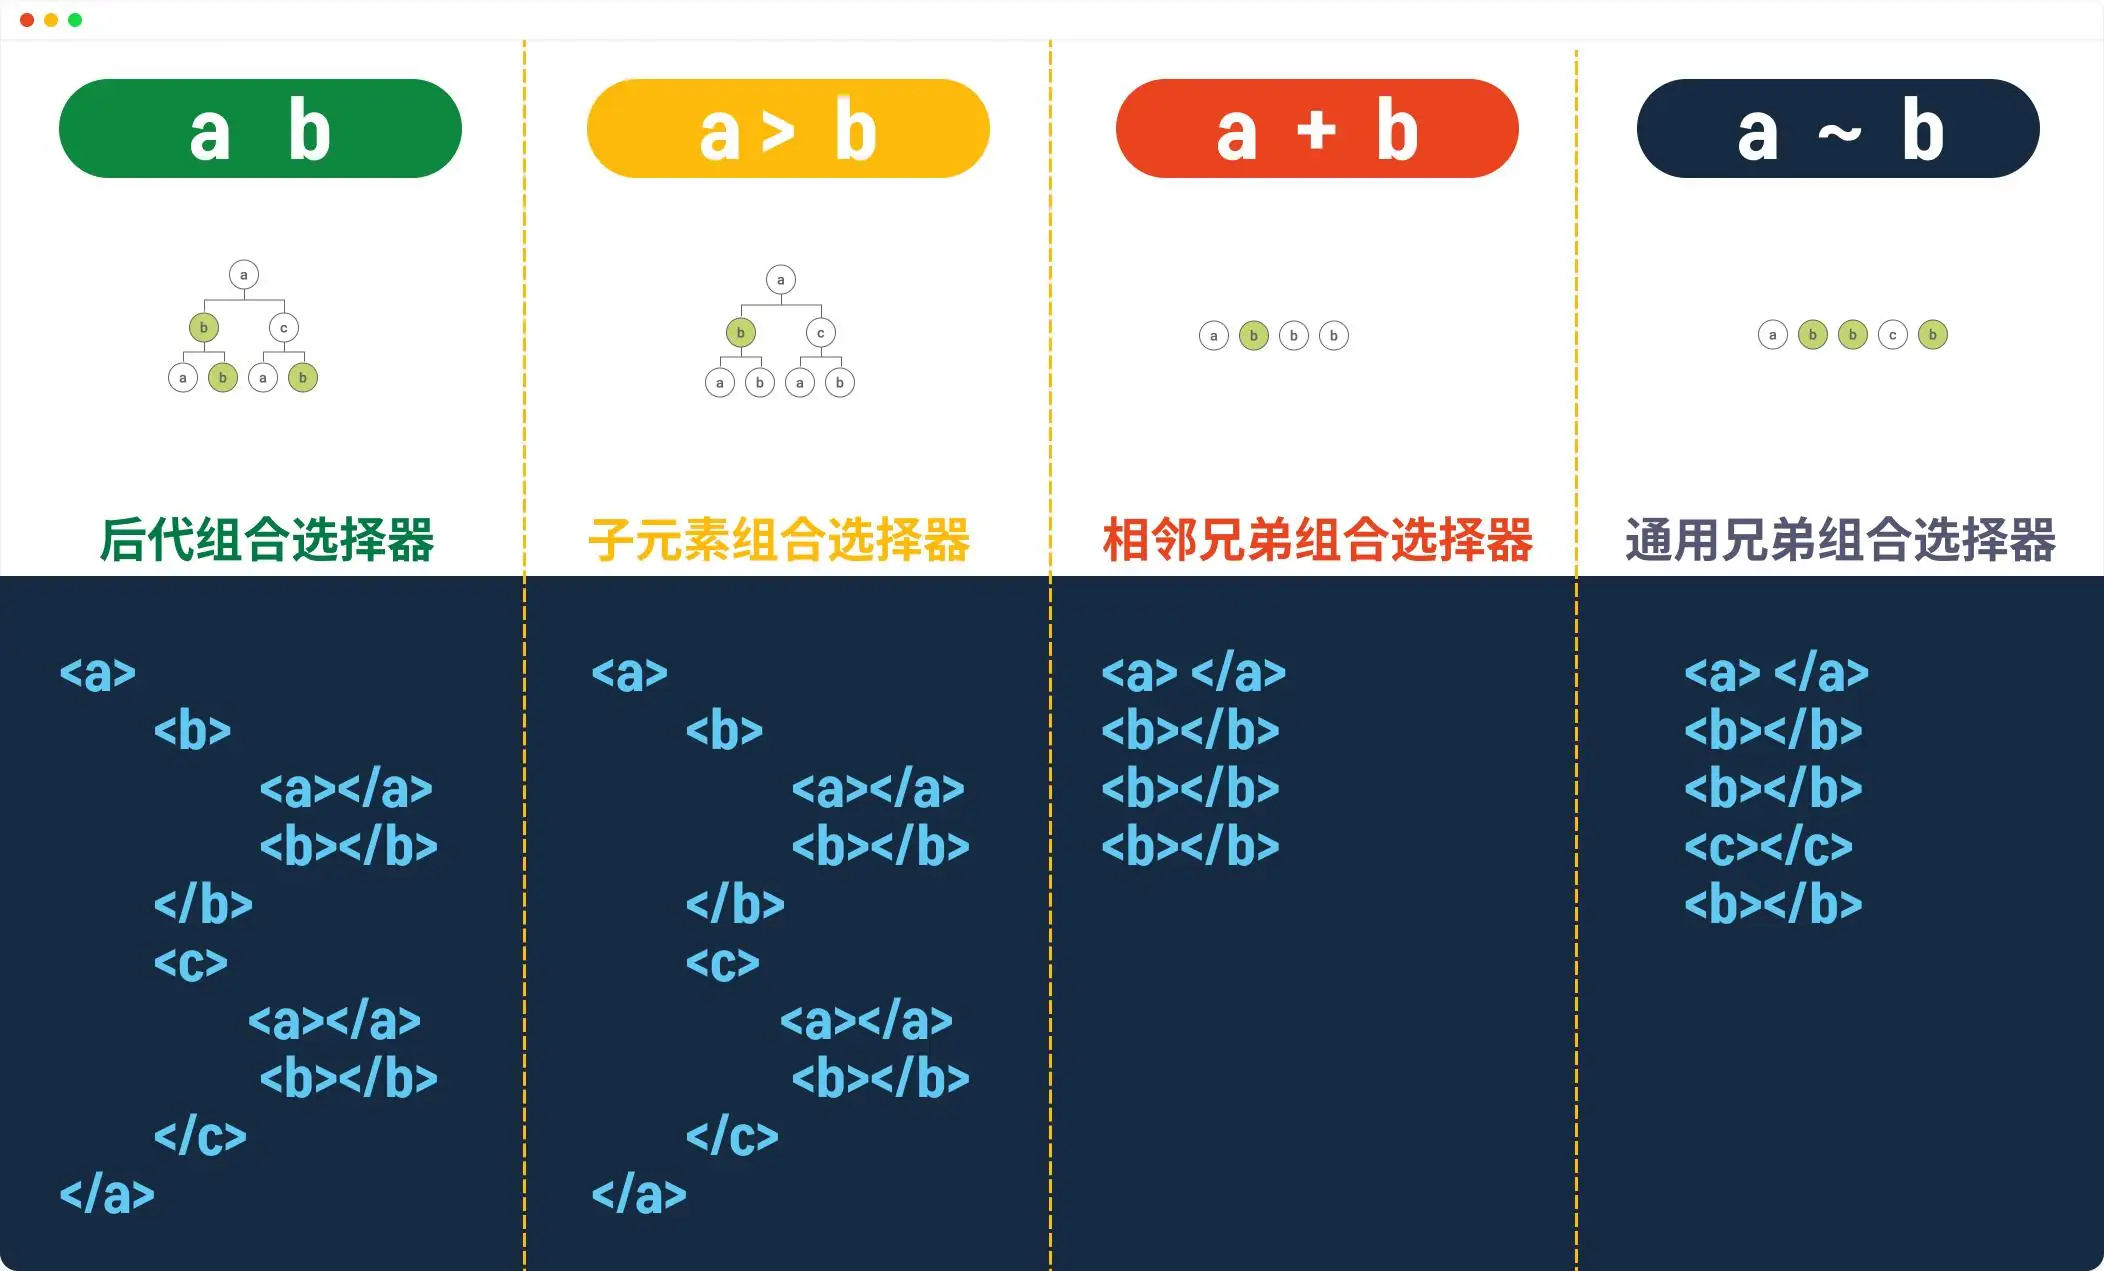 a b
a
b c
a b a b
后代组合选择器
<a>
<b>
<a></a>
<b></b>
</b>
<c>
<a></a>
<b></b>
</c>
</a>
a > b
a
b c
a b a b
子元素组合选择器
<a>
<b>
<a></a>
<b></b>
</b>
<c>
<a></a>
<b></b>
</c>
</a>
a + b
a b b b
相邻兄弟组合选择器
<a> </a>
<b></b>
<b></b>
<b></b>
a ~ b
a b b c b
通用兄弟组合选择器
<a> </a>
<b></b>
<b></b>
<c></c>
<b></b>